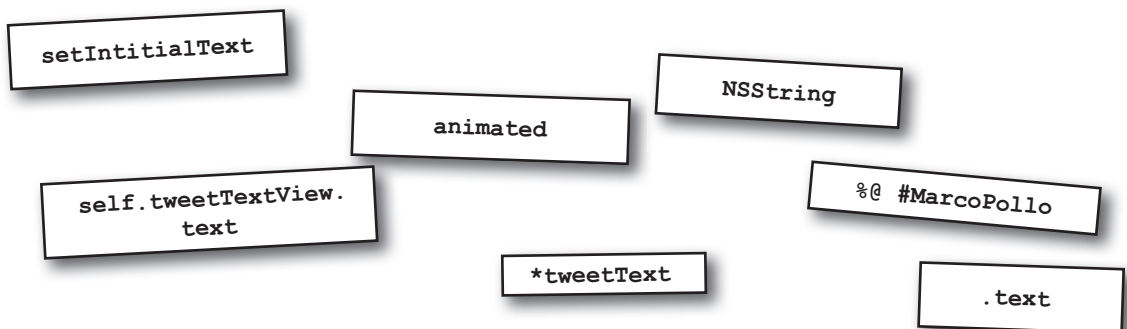 setIntitialText
NSString
animated
%@ #MarcoPollo
self.tweetTextView.
text
*tweetText
.text